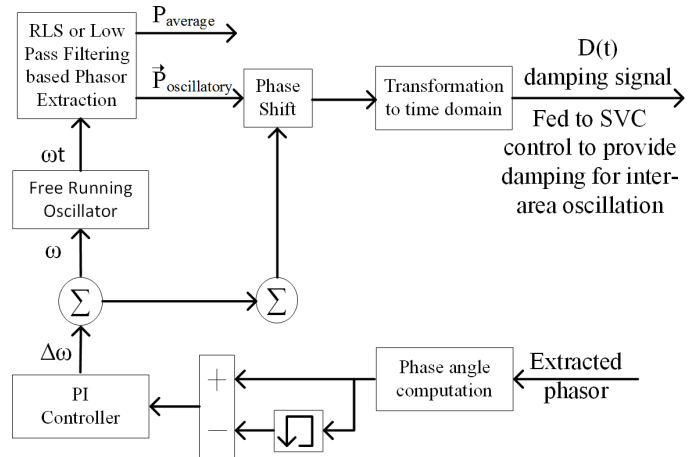 RLS or Low
Pass Filtering
based Phasor
Extraction
P average
P⃗ oscillatory
Phase
Shift
Transformation
to time domain
D(t)
damping signal
Fed to SVC
control to provide
damping for inter-
area oscillation
ωt
Free Running
Oscillator
ω
Σ
Σ
Δω
PI
Controller
+
−
Phase angle
computation
Extracted
phasor